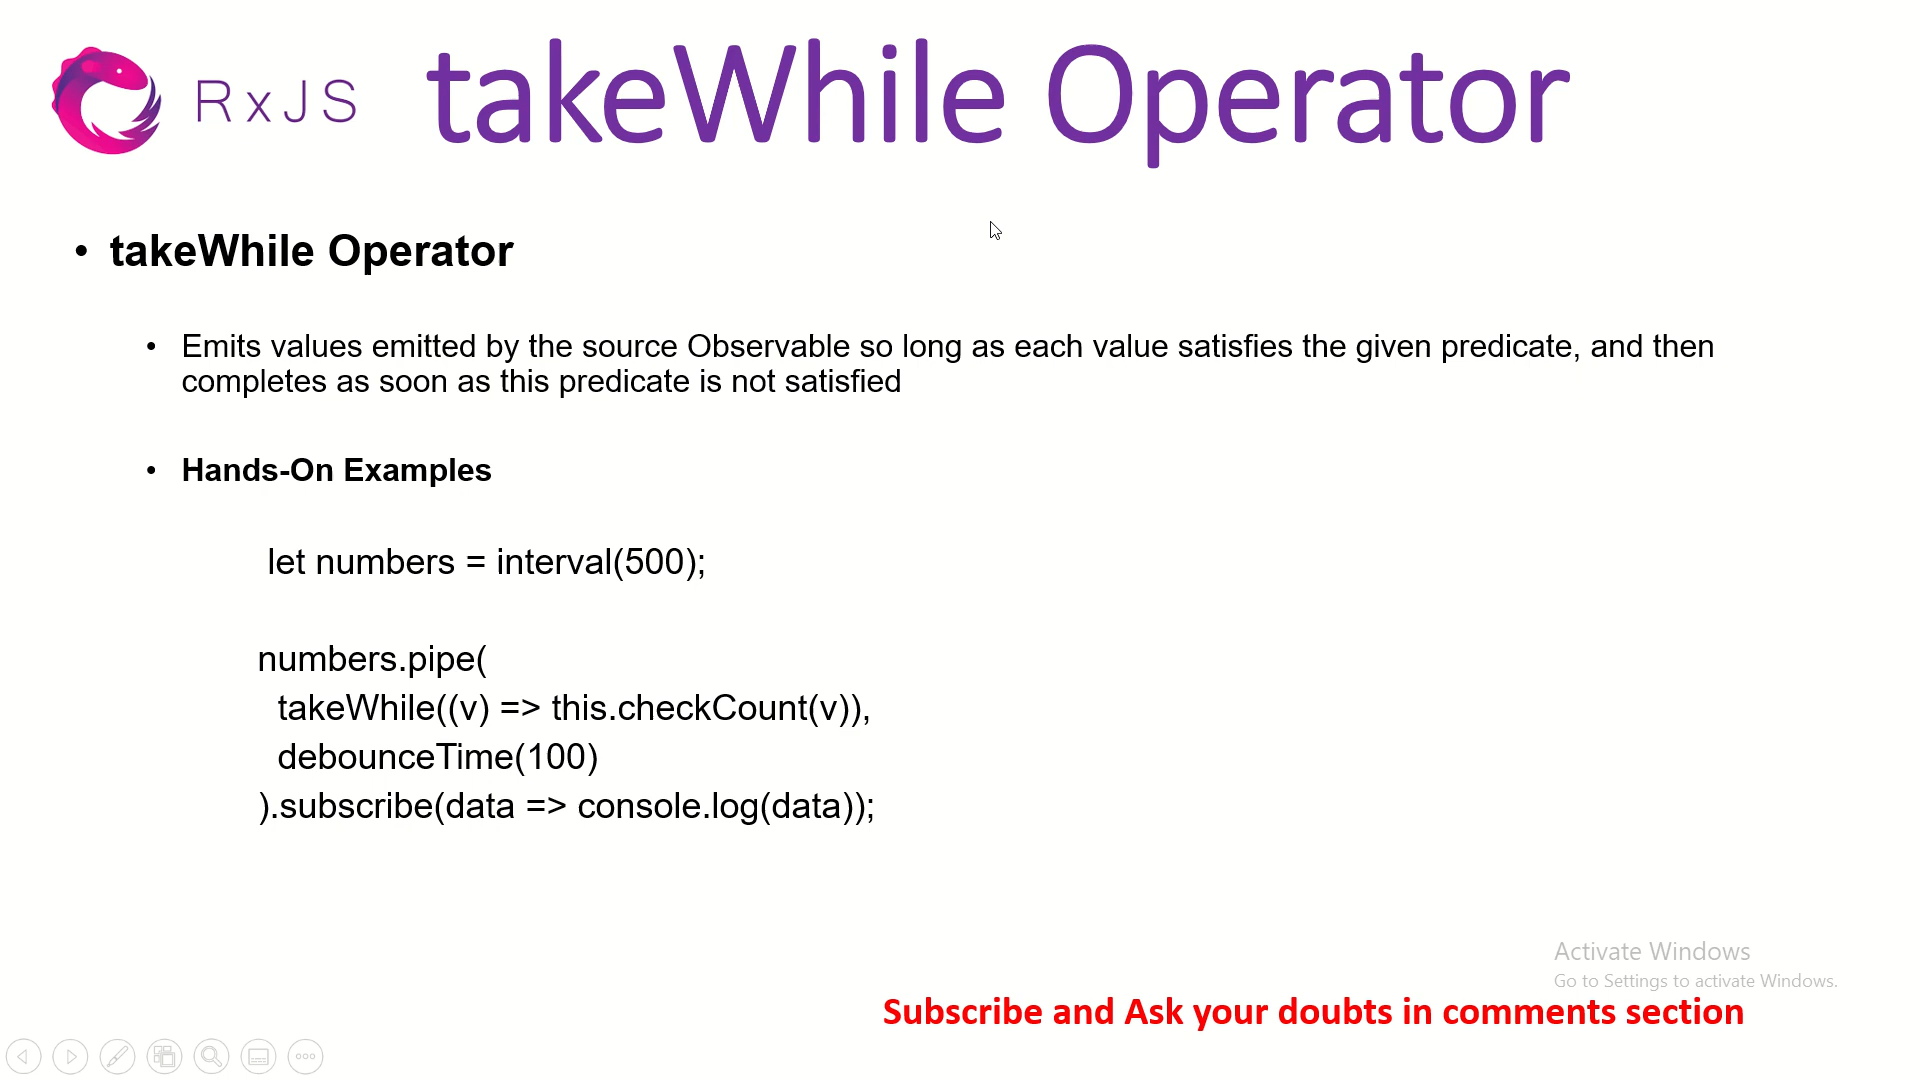 RxJS takeWhile Operator
• takeWhile Operator
• Emits values emitted by the source Observable so long as each value satisfies the given predicate, and then
completes as soon as this predicate is not satisfied
• Hands-On Examples
let numbers = interval(500);
numbers.pipe(
takeWhile((v) => this.checkCount(v)),
debounceTime(100)
).subscribe(data => console.log(data));
Activate Windows
Go to Settings to activate Windows.
Subscribe and Ask your doubts in comments section